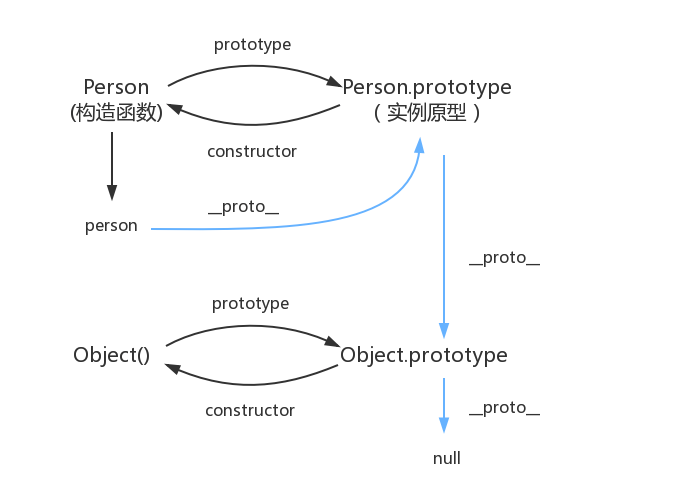 prototype
Person
(构造函数)
Person.prototype
（实例原型）
constructor
__proto__
person
__proto__
prototype
Object()
Object.prototype
constructor
__proto__
null